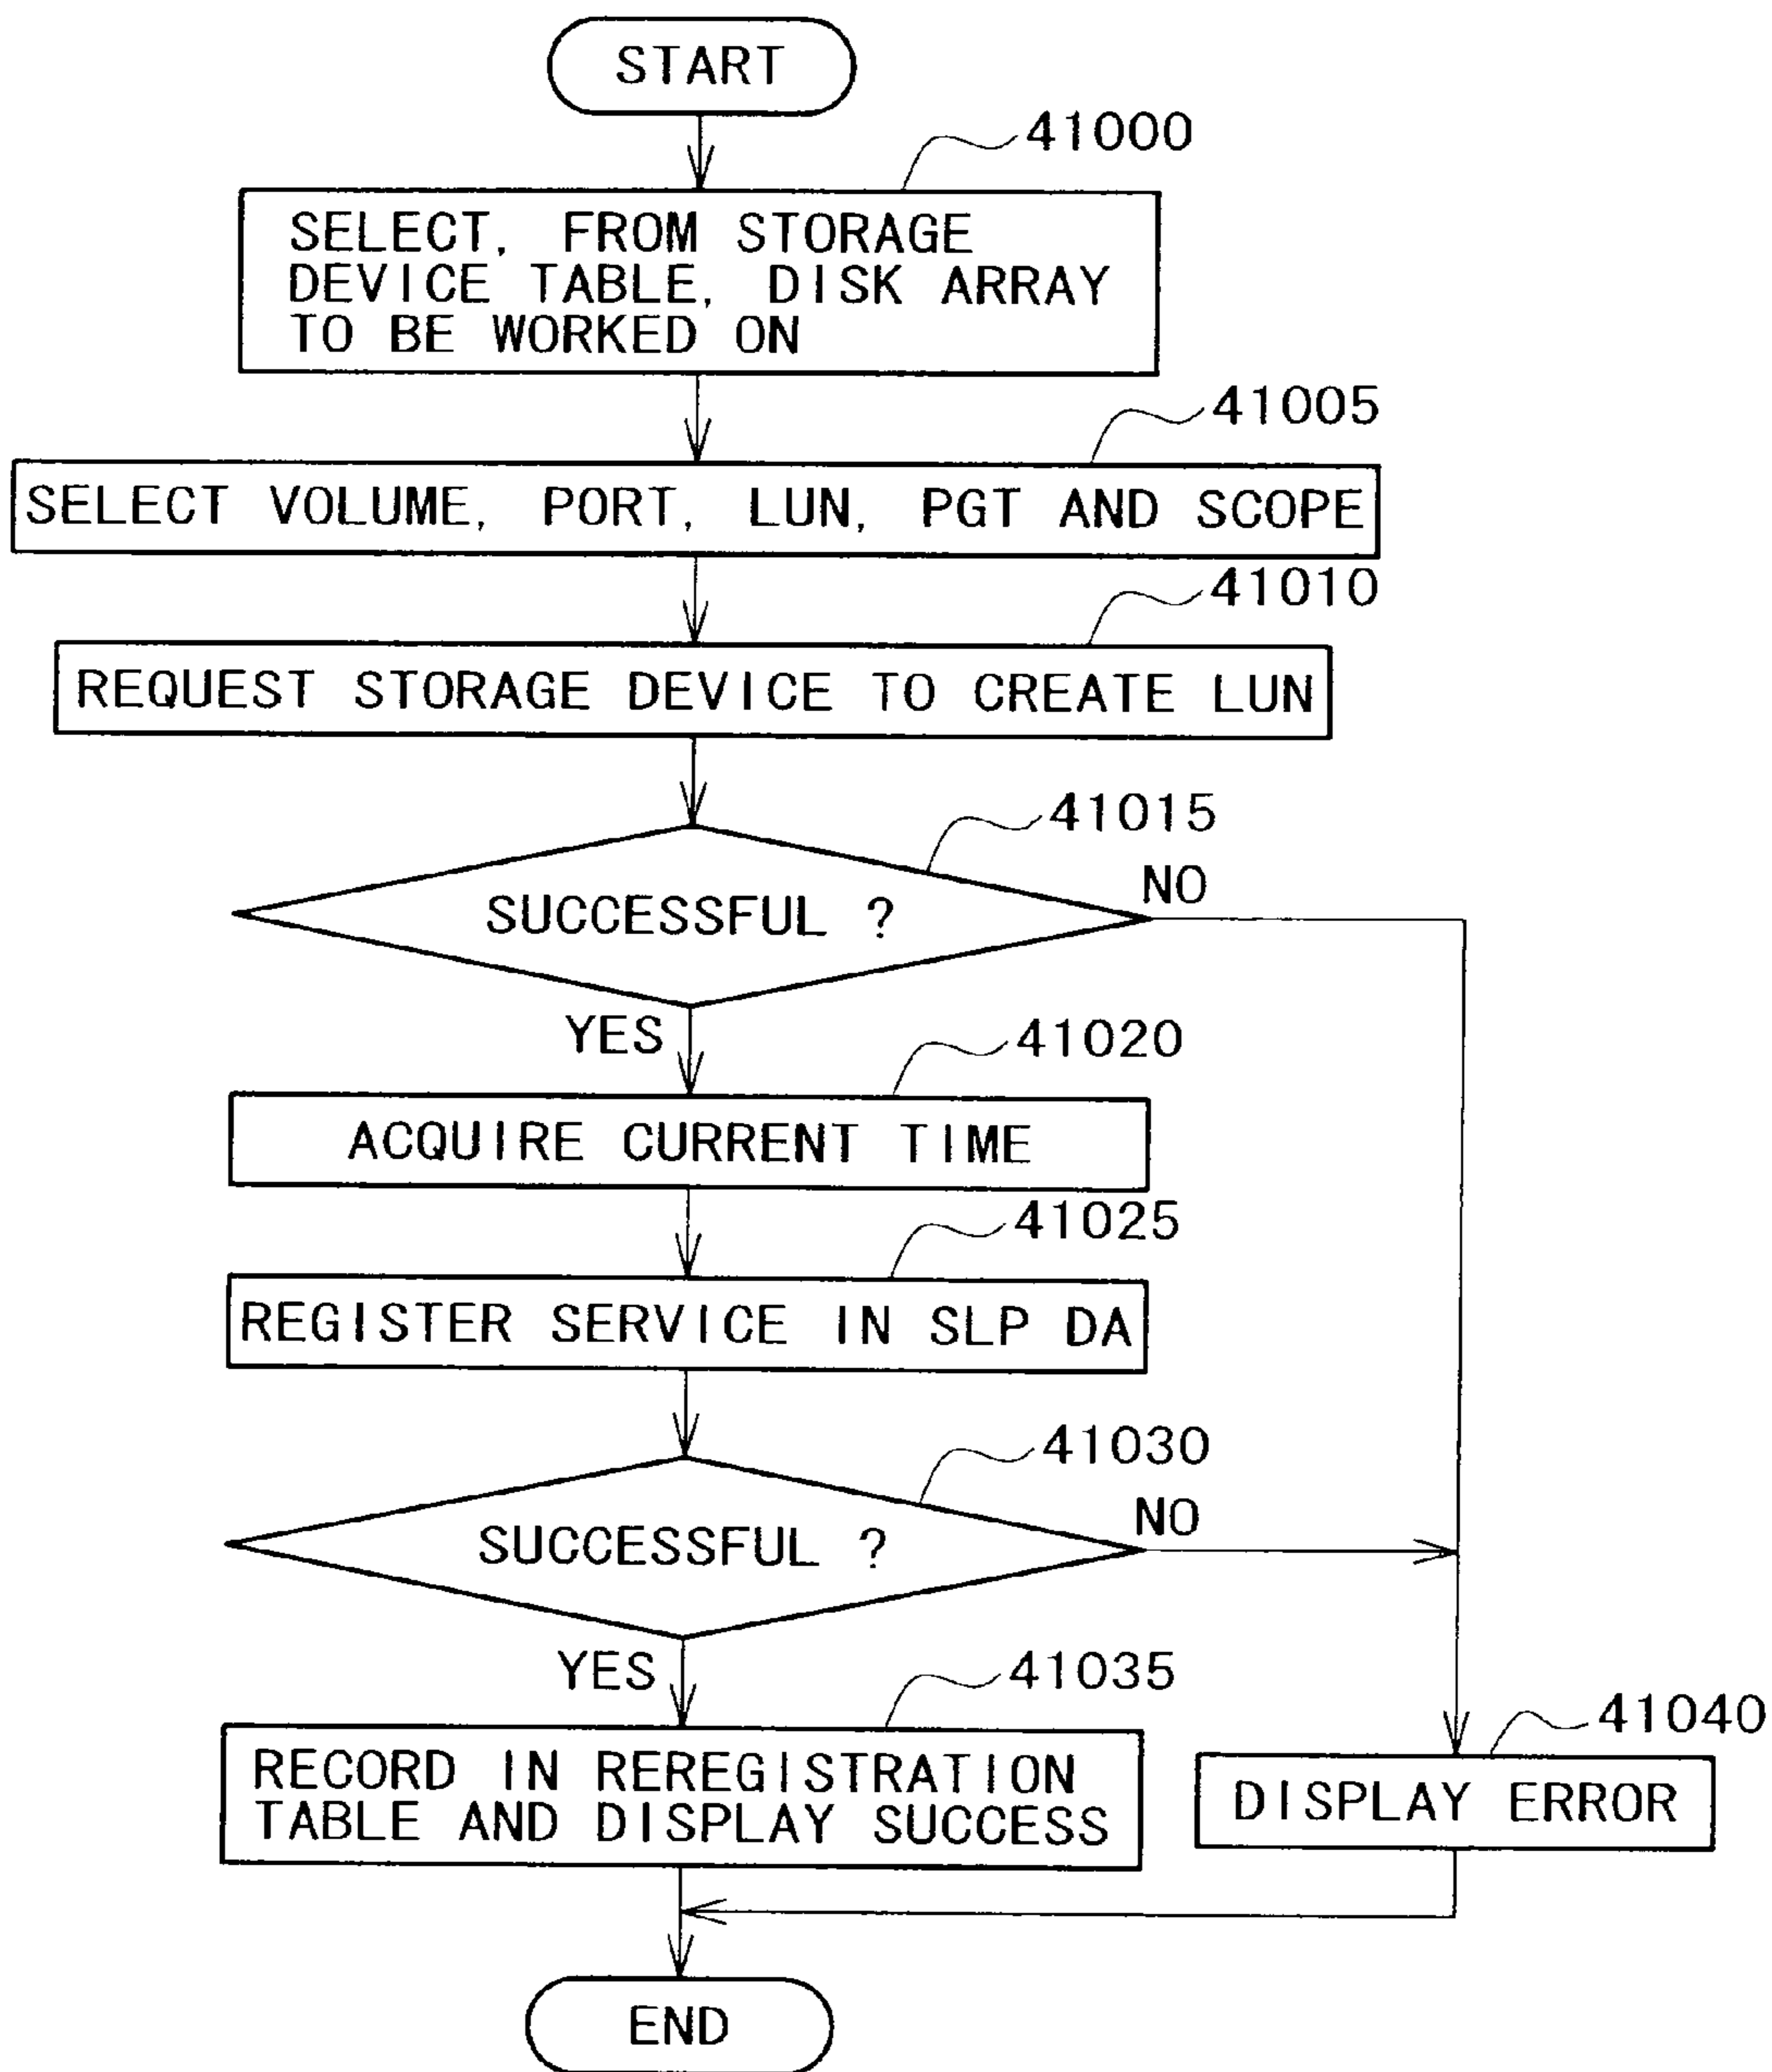 START
41000
SELECT, FROM STORAGE
DEVICE TABLE, DISK ARRAY
TO BE WORKED ON
41005
SELECT VOLUME, PORT, LUN, PGT AND SCOPE
41010
REQUEST STORAGE DEVICE TO CREATE LUN
41015
SUCCESSFUL ?
NO
YES
41020
ACQUIRE CURRENT TIME
41025
REGISTER SERVICE IN SLP DA
41030
SUCCESSFUL ?
NO
YES
41035
RECORD IN REREGISTRATION
TABLE AND DISPLAY SUCCESS
41040
DISPLAY ERROR
END